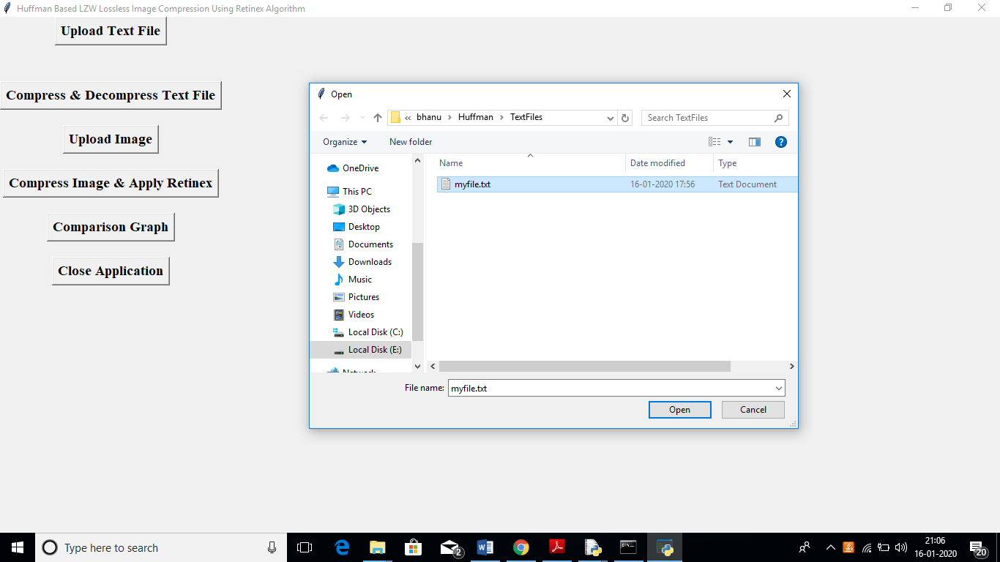 Huffman Based LZW Lossless Image Compression Using Retinex Algorithm
Upload Text File
Compress & Decompress Text File
Upload Image
Compress Image & Apply Retinex
Comparison Graph
Close Application
Open
« bhanu › Huffman › TextFiles
Search TextFiles
Organize
New folder
OneDrive
This PC
3D Objects
Desktop
Documents
Downloads
Music
Pictures
Videos
Local Disk (C:)
Local Disk (E:)
Network
Name Date modified Type
myfile.txt 16-01-2020 17:56 Text Document
File name: myfile.txt
Open Cancel
Type here to search
2
21:06
16-01-2020
20